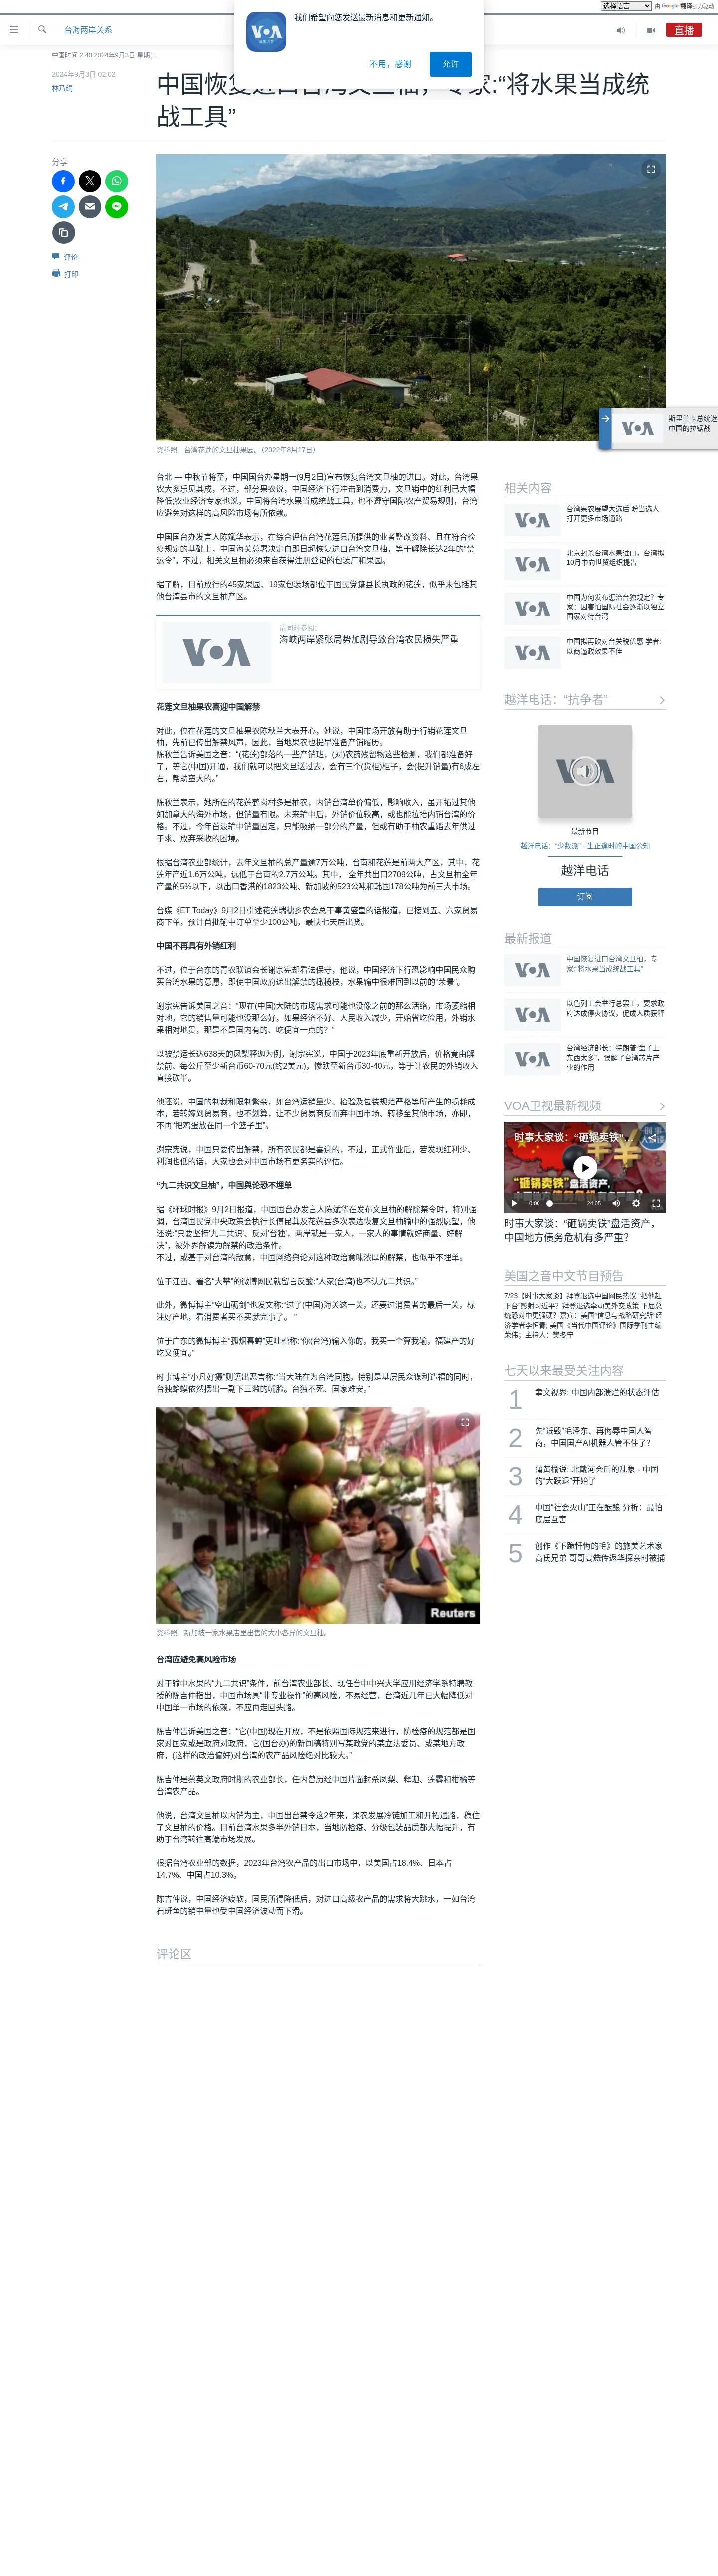 选择语言
由 Google 翻译强力驱动
台海两岸关系
直播
VOA
我们希望向您发送最新消息和更新通知。
不用，感谢
允许
中国时间 2:40 2024年9月3日 星期二
2024年9月3日 02:02
林乃绢
中国恢复进口台湾文旦柚，专家:“将水果当成统
战工具”
分享
评论
打印
资料照：台湾花莲的文旦柚果园。（2022年8月17日）
斯里兰卡总统选
中国的拉锯战
VOA
台北 — 中秋节将至，中国国台办星期一(9月2日)宣布恢复台湾文旦柚的进口。对此，台湾果
农大多乐见其成，不过，部分果农说，中国经济下行冲击到消费力，文旦销中的红利已大幅
降低;农业经济专家也说，中国将台湾水果当成统战工具，也不遵守国际农产贸易规则，台湾
应避免对这样的高风险市场有所依赖。
中国国台办发言人陈斌华表示，在综合评估台湾花莲县所提供的业者整改资料、且在符合检
疫规定的基础上，中国海关总署决定自即日起恢复进口台湾文旦柚，等于解除长达2年的“禁
运令”，不过，相关文旦柚必须来自获得注册登记的包装厂和果园。
据了解，目前放行的45家果园、19家包装场都位于国民党籍县长执政的花莲，似乎未包括其
他台湾县市的文旦柚产区。
VOA
请同时参阅：
海峡两岸紧张局势加剧导致台湾农民损失严重
花莲文旦柚果农喜迎中国解禁
对此，位在花莲的文旦柚果农陈秋兰大表开心，她说，中国市场开放有助于行销花莲文旦
柚，先前已传出解禁风声，因此，当地果农也提早准备产销履历。
陈秋兰告诉美国之音：“(花莲)部落的一些产销班，(对)农药残留物这些检测，我们都准备好
了，等它(中国)开通，我们就可以把文旦送过去，会有三个(货柜)柜子，会(提升销量)有6成左
右，帮助蛮大的。”
陈秋兰表示，她所在的花莲鹤岗村多是柚农，内销台湾单价偏低，影响收入，虽开拓过其他
如加拿大的海外市场，但销量有限。未来输中后，外销价位较高，或也能拉抬内销台湾的价
格。不过，今年首波输中销量固定，只能吸纳一部分的产量，但或有助于柚农重蹈去年供过
于求，放弃采收的困境。
根据台湾农业部统计，去年文旦柚的总产量逾7万公吨，台南和花莲是前两大产区，其中，花
莲年产近1.6万公吨，远低于台南的2.7万公吨。其中， 全年共出口2709公吨，占文旦柚全年
产量的5%以下，以出口香港的1823公吨、新加坡的523公吨和韩国178公吨为前三大市场。
台媒《ET Today》9月2日引述花莲瑞穗乡农会总干事黄盛皇的话报道，已接到五、六家贸易
商下单，预计首批输中订单至少100公吨，最快七天后出货。
中国不再具有外销红利
不过，位于台东的青农联谊会长谢宗宪却看法保守，他说，中国经济下行恐影响中国民众购
买台湾水果的意愿，即使中国政府递出解禁的橄榄枝，水果输中很难回到以前的“荣景”。
谢宗宪告诉美国之音：“现在(中国)大陆的市场需求可能也没像之前的那么活络，市场萎缩相
对地，它的销售量可能也没那么好，如果经济不好、人民收入减少，开始省吃俭用，外销水
果相对地贵，那是不是国内有的、吃便宜一点的？”
以被禁运长达638天的凤梨释迦为例，谢宗宪说，中国于2023年底重新开放后，价格竟由解
禁前、每公斤至少新台币60-70元(约2美元)，惨跌至新台币30-40元，等于让农民的外销收入
直接砍半。
他还说，中国的制裁和限制繁杂，如台湾运销量少、检验及包装规范严格等所产生的损耗成
本，若转嫁到贸易商，也不划算，让不少贸易商反而弃中国市场、转移至其他市场，亦即，
不再“把鸡蛋放在同一个篮子里”。
谢宗宪说，中国只要传出解禁，所有农民都是喜迎的，不过，正式作业后，若发现红利少、
利润也低的话，大家也会对中国市场有更务实的评估。
“九二共识文旦柚”，中国舆论恐不埋单
据《环球时报》9月2日报道，中国国台办发言人陈斌华在发布文旦柚的解除禁令时，特别强
调，台湾国民党中央政策会执行长傅昆萁及花莲县多次表达恢复文旦柚输中的强烈愿望，他
还说:“只要坚持‘九二共识’、反对‘台独’，两岸就是一家人，一家人的事情就好商量、好解
决”，被外界解读为解禁的政治条件。
不过，或基于对台湾的敌意，中国网络舆论对这种政治意味浓厚的解禁，也似乎不埋单。
位于江西、署名“大攀”的微博网民就留言反酸:“人家(台湾)也不认九二共识。”
此外，微博博主“空山砺剑”也发文称:“过了(中国)海关这一关，还要过消费者的最后一关，标
注好产地，看消费者买不买就完事了。 ”
位于广东的微博博主“孤烟暮蝉”更吐槽称:“你(台湾)输入你的，我买一个算我输，福建产的好
吃又便宜。”
时事博主“小凡好摄”则语出恶言称:“当大陆在为台湾同胞，特别是基层民众谋利造福的同时，
台独蛤蟆依然摆出一副下三滥的嘴脸。台独不死、国家难安。”
Reuters
资料照：新加坡一家水果店里出售的大小各异的文旦柚。
台湾应避免高风险市场
对于输中水果的“九二共识”条件，前台湾农业部长、现任台中中兴大学应用经济学系特聘教
授的陈吉仲指出，中国市场具“非专业操作”的高风险，不易经营，台湾近几年已大幅降低对
中国单一市场的依赖，不应再走回头路。
陈吉仲告诉美国之音：“它(中国)现在开放，不是依照国际规范来进行，防检疫的规范都是国
家对国家或是政府对政府，它(国台办)的新闻稿特别写某政党的某立法委员、或某地方政
府，(这样的政治偏好)对台湾的农产品风险绝对比较大。”
陈吉仲是蔡英文政府时期的农业部长，任内曾历经中国片面封杀凤梨、释迦、莲雾和柑橘等
台湾农产品。
他说，台湾文旦柚以内销为主，中国出台禁令这2年来，果农发展冷链加工和开拓通路，稳住
了文旦柚的价格。目前台湾水果多半外销日本，当地防检疫、分级包装品质都大幅提升，有
助于台湾转往高端市场发展。
根据台湾农业部的数据，2023年台湾农产品的出口市场中，以美国占18.4%、日本占
14.7%、中国占10.3%。
陈吉仲说，中国经济疲软，国民所得降低后，对进口高级农产品的需求将大跳水，一如台湾
石斑鱼的销中量也受中国经济波动而下滑。
评论区
相关内容
VOA
台湾果农展望大选后 盼当选人
打开更多市场通路
VOA
北京封杀台湾水果进口，台湾拟
10月中向世贸组织提告
VOA
中国为何发布惩治台独规定？专
家：因害怕国际社会逐渐以独立
国家对待台湾
VOA
中国拟再砍对台关税优惠 学者:
以商逼政效果不佳
越洋电话：“抗争者”
VOA
最新节目
越洋电话：“少数派” - 生正逢时的中国公知
越洋电话
订阅
最新报道
VOA
中国恢复进口台湾文旦柚，专
家:“将水果当成统战工具”
VOA
以色列工会举行总罢工，要求政
府达成停火协议，促成人质获释
VOA
台湾经济部长：特朗普“盘子上
东西太多”，误解了台湾芯片产
业的作用
VOA卫视最新视频
时事大家谈：“砸锅卖铁”...
“砸锅卖铁”盘活资产,
0:00
24:05
时事大家谈：“砸锅卖铁”盘活资产，
中国地方债务危机有多严重？
美国之音中文节目预告
7/23【时事大家谈】拜登退选中国网民热议 “把他赶
下台”影射习近平？拜登退选牵动美外交政策 下届总
统恐对中更强硬？嘉宾：美国“信息与战略研究所”经
济学者李恒青; 美国《当代中国评论》国际季刊主编
荣伟；主持人：樊冬宁
七天以来最受关注内容
1
聿文视界: 中国内部溃烂的状态评估
2
先“诋毁”毛泽东、再侮辱中国人智
商，中国国产AI机器人管不住了？
3
蒲黄榆说: 北戴河会后的乱象 - 中国
的“大跃退”开始了
4
中国“社会火山”正在酝酿 分析：最怕
底层互害
5
创作《下跪忏悔的毛》的旅美艺术家
高氏兄弟 哥哥高兟传返华探亲时被捕